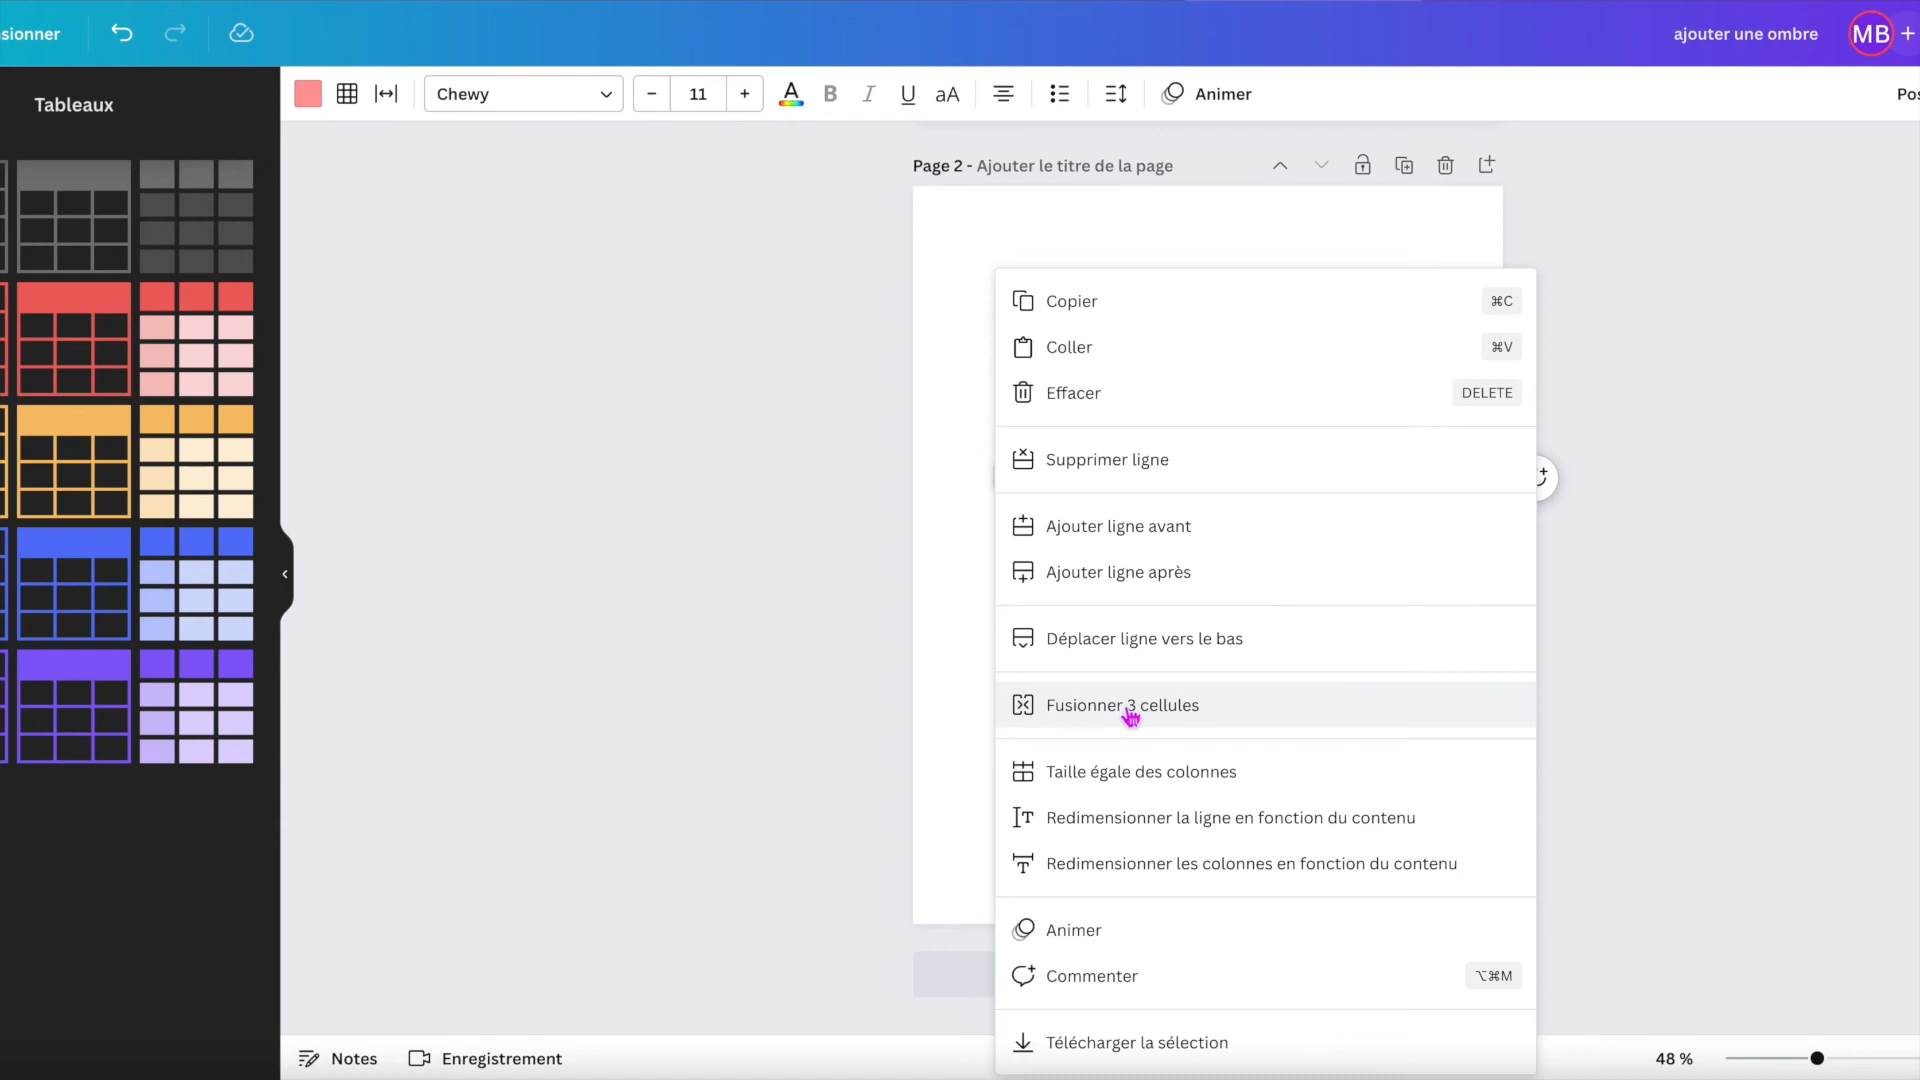 sionner
ajouter une ombre
MB
Tableaux
Chewy
11
A
B
I
U
aA
Animer
Pos
Page 2 - Ajouter le titre de la page
Copier
⌘C
Coller
⌘V
Effacer
DELETE
Supprimer ligne
Ajouter ligne avant
Ajouter ligne après
Déplacer ligne vers le bas
Fusionner 3 cellules
Taille égale des colonnes
Redimensionner la ligne en fonction du contenu
Redimensionner les colonnes en fonction du contenu
Animer
Commenter
⌥⌘M
Télécharger la sélection
Notes
Enregistrement
48 %